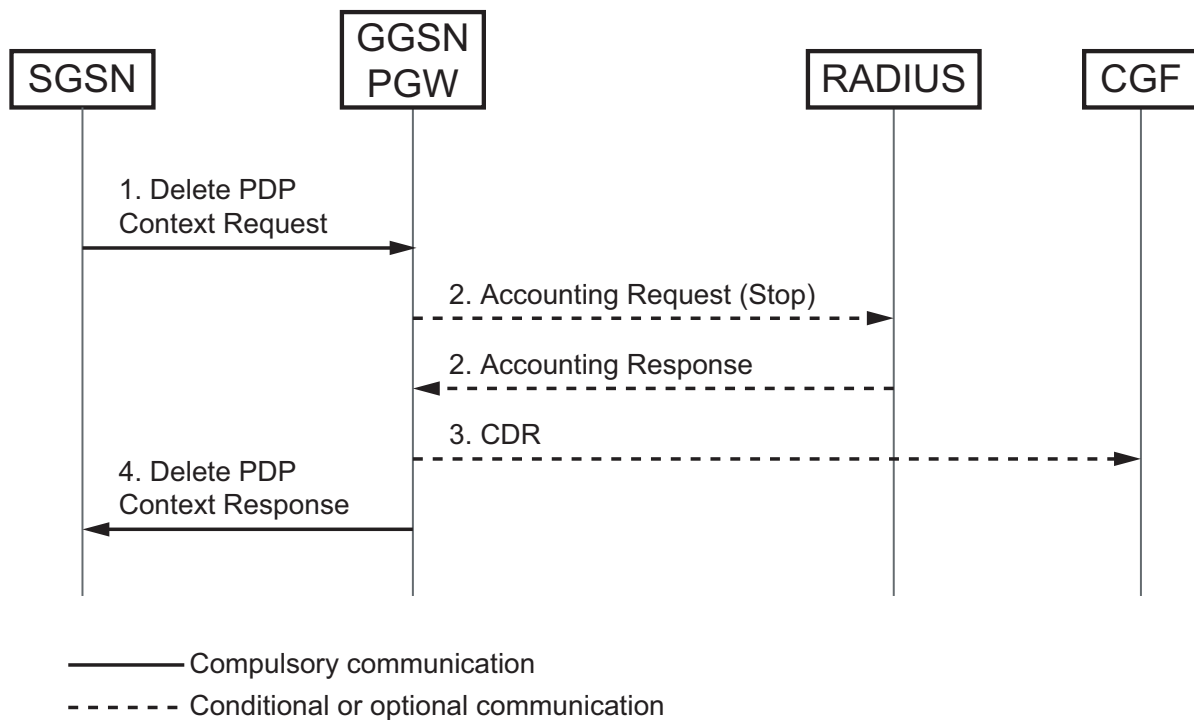 SGSN
GGSN
PGW
RADIUS
CGF
1. Delete PDP
Context Request
2. Accounting Request (Stop)
2. Accounting Response
3. CDR
4. Delete PDP
Context Response
Compulsory communication
Conditional or optional communication